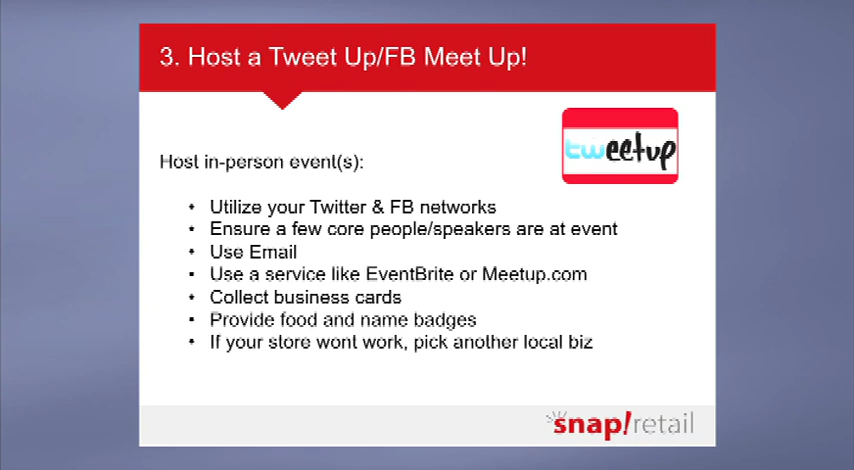 3. Host a Tweet Up/FB Meet Up!
tweetup
Host in-person event(s):
• Utilize your Twitter & FB networks
• Ensure a few core people/speakers are at event
• Use Email
• Use a service like EventBrite or Meetup.com
• Collect business cards
• Provide food and name badges
• If your store wont work, pick another local biz
snap!retail